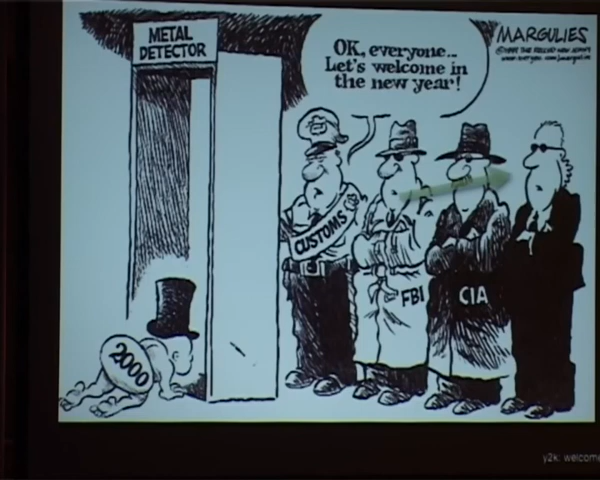 METAL
DETECTOR
OK, everyone...
Let's welcome in
the new year!
MARGULIES
CUSTOMS
FBI
CIA
2000
y2k: welcome